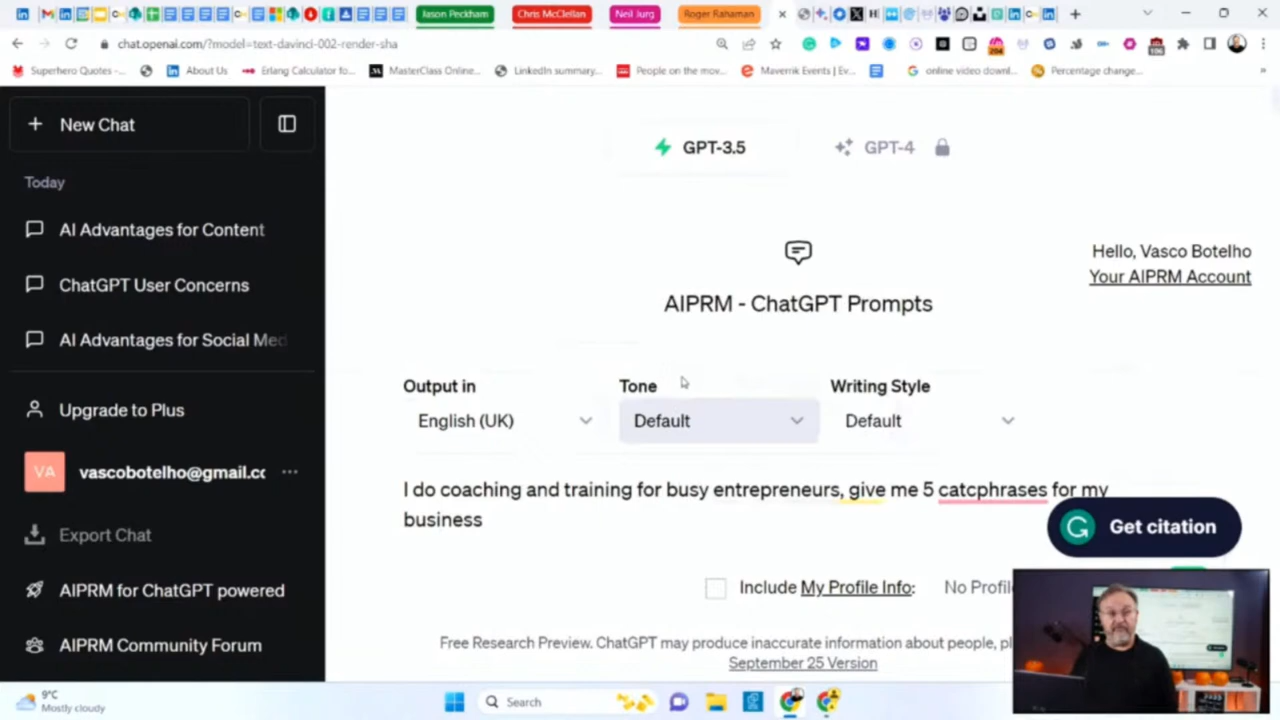 Jason Peckham
Chris McClellan
Neil Jurg
Roger Rahaman
chat.openai.com/?model=text-davinci-002-render-sha
204
106
Superhero Quotes -...
About Us
Erlang Calculator fo...
MasterClass Online...
LinkedIn summary...
People on the mov...
Maverrik Events | Ev...
online video downl...
Percentage change...
+ New Chat
GPT-3.5
GPT-4
Today
AI Advantages for Content
ChatGPT User Concerns
AI Advantages for Social Med
Hello, Vasco Botelho
Your AIPRM Account
AIPRM - ChatGPT Prompts
Output in
Tone
Writing Style
English (UK)
Default
Default
Upgrade to Plus
VA
vascobotelho@gmail.cc
I do coaching and training for busy entrepreneurs, give me 5 catcphrases for my
business
Get citation
Export Chat
AIPRM for ChatGPT powered
AIPRM Community Forum
Include My Profile Info:
No Profil
Free Research Preview. ChatGPT may produce inaccurate information about people, pl
September 25 Version
9°C
Mostly cloudy
Search